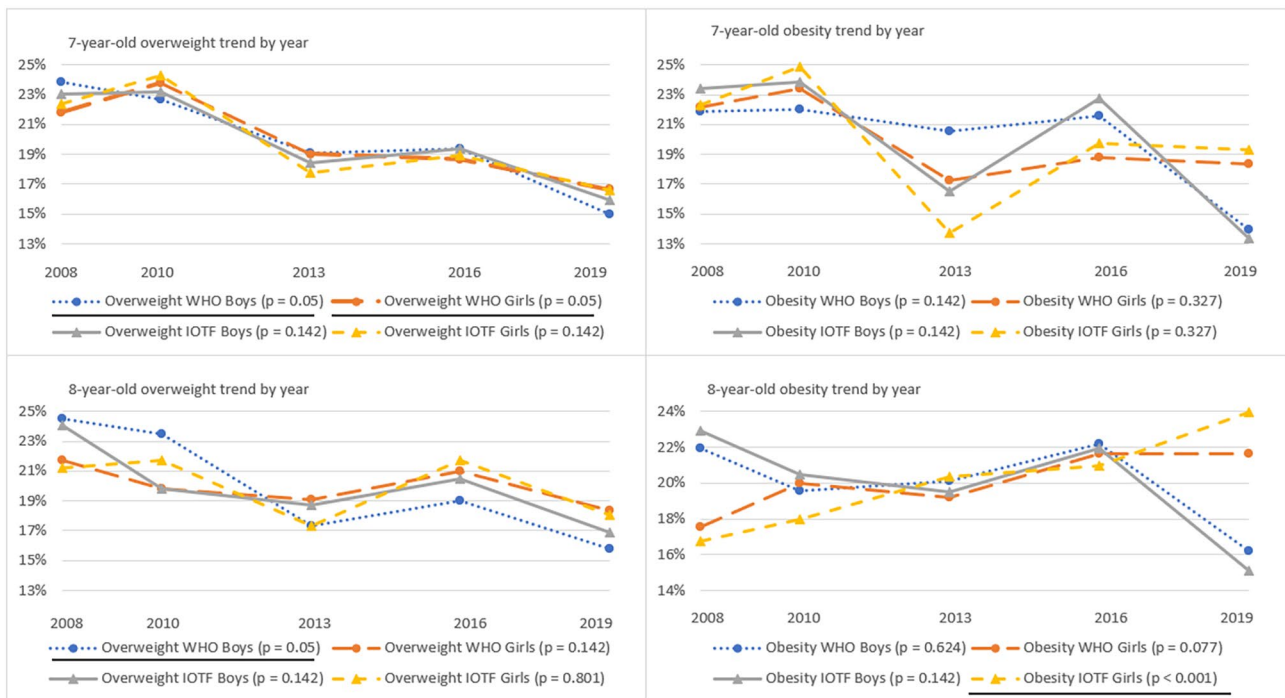 7-year-old overweight trend by year
25%
23%
21%
19%
17%
15%
13%
2008 2010 2013 2016 2019
Overweight WHO Boys (p = 0.05) Overweight WHO Girls (p = 0.05)
Overweight IOTF Boys (p = 0.142) Overweight IOTF Girls (p = 0.142)
7-year-old obesity trend by year
25%
23%
21%
19%
17%
15%
13%
2008 2010 2013 2016 2019
Obesity WHO Boys (p = 0.142) Obesity WHO Girls (p = 0.327)
Obesity IOTF Boys (p = 0.142) Obesity IOTF Girls (p = 0.327)
8-year-old overweight trend by year
25%
23%
21%
19%
17%
15%
13%
2008 2010 2013 2016 2019
Overweight WHO Boys (p = 0.05) Overweight WHO Girls (p = 0.142)
Overweight IOTF Boys (p = 0.142) Overweight IOTF Girls (p = 0.801)
8-year-old obesity trend by year
24%
22%
20%
18%
16%
14%
2008 2010 2013 2016 2019
Obesity WHO Boys (p = 0.624) Obesity WHO Girls (p = 0.077)
Obesity IOTF Boys (p = 0.142) Obesity IOTF Girls (p < 0.001)